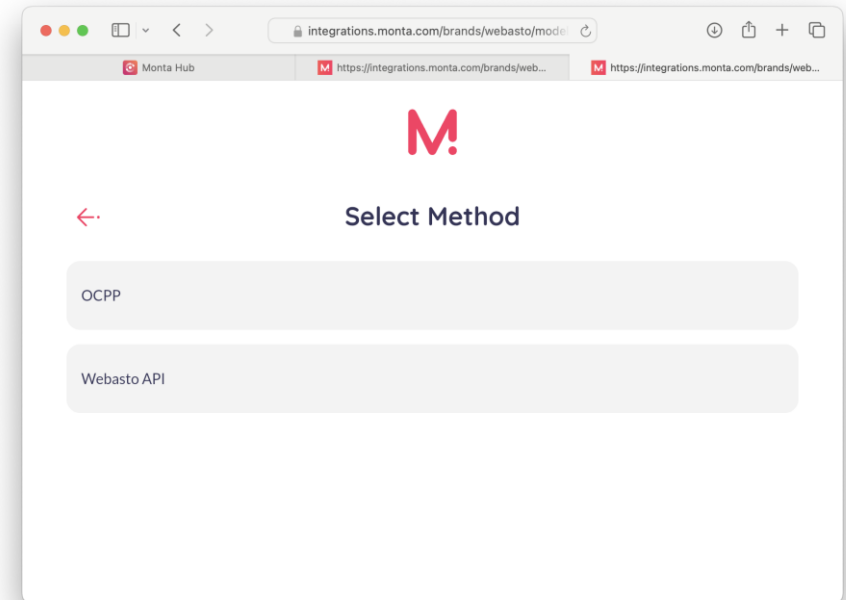 integrations.monta.com/brands/webasto/model
Monta Hub
https://integrations.monta.com/brands/web...
https://integrations.monta.com/brands/web...
M
Select Method
OCPP
Webasto API